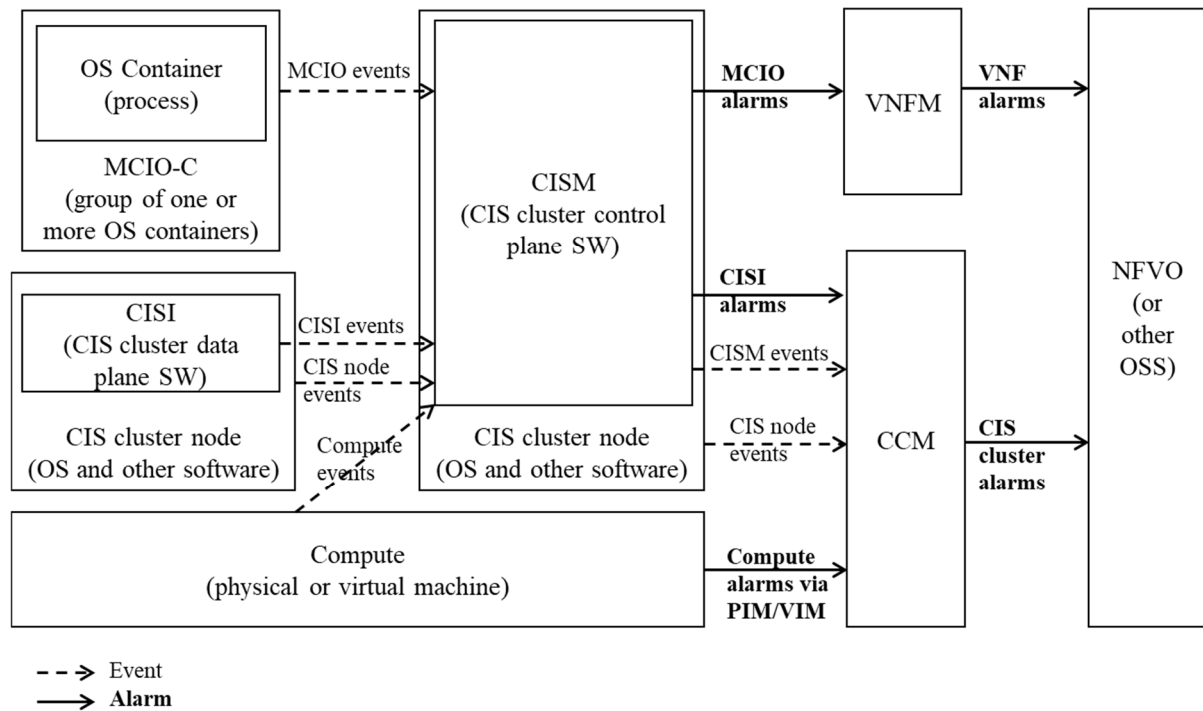 OS Container
(process)
MCIO-C
(group of one or
more OS containers)
MCIO events
CISM
(CIS cluster control
plane SW)
MCIO
alarms
VNFM
VNF
alarms
NFVO
(or
other
OSS)
CISI
(CIS cluster data
plane SW)
CIS cluster node
(OS and other software)
CISI events
CIS node
events
Compute
events
CIS cluster node
(OS and other software)
CISI
alarms
CISM events
CIS node
events
CCM
CIS
cluster
alarms
Compute
(physical or virtual machine)
Compute
alarms via
PIM/VIM
Event
Alarm